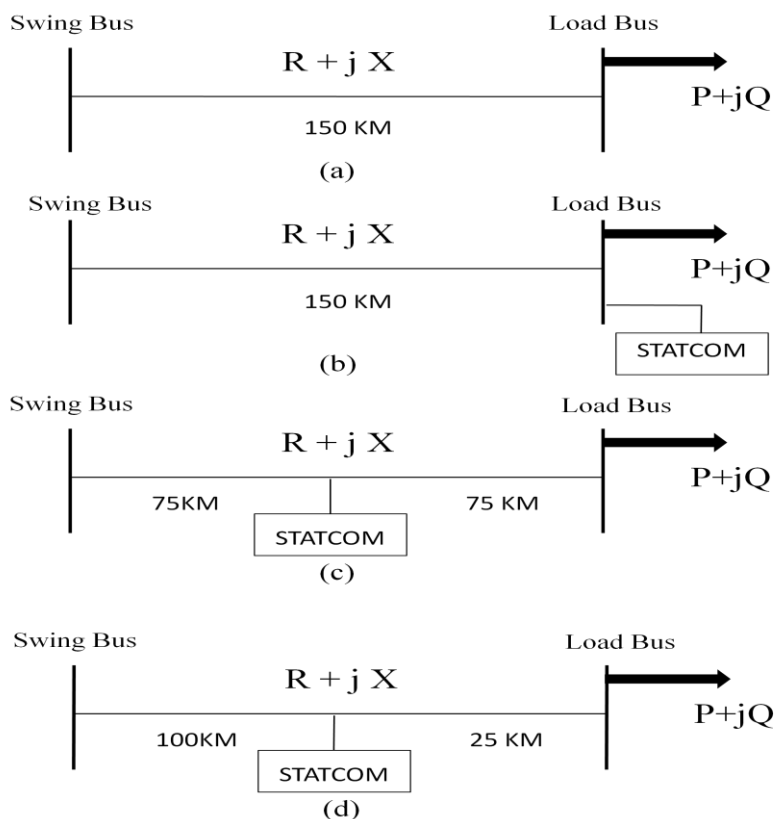 Swing Bus Load Bus
R + j X
P+jQ
150 KM
(a)
Swing Bus Load Bus
R + j X
P+jQ
150 KM
STATCOM
(b)
Swing Bus Load Bus
R + j X
P+jQ
75KM 75 KM
STATCOM
(c)
Swing Bus Load Bus
R + j X
P+jQ
100KM 25 KM
STATCOM
(d)